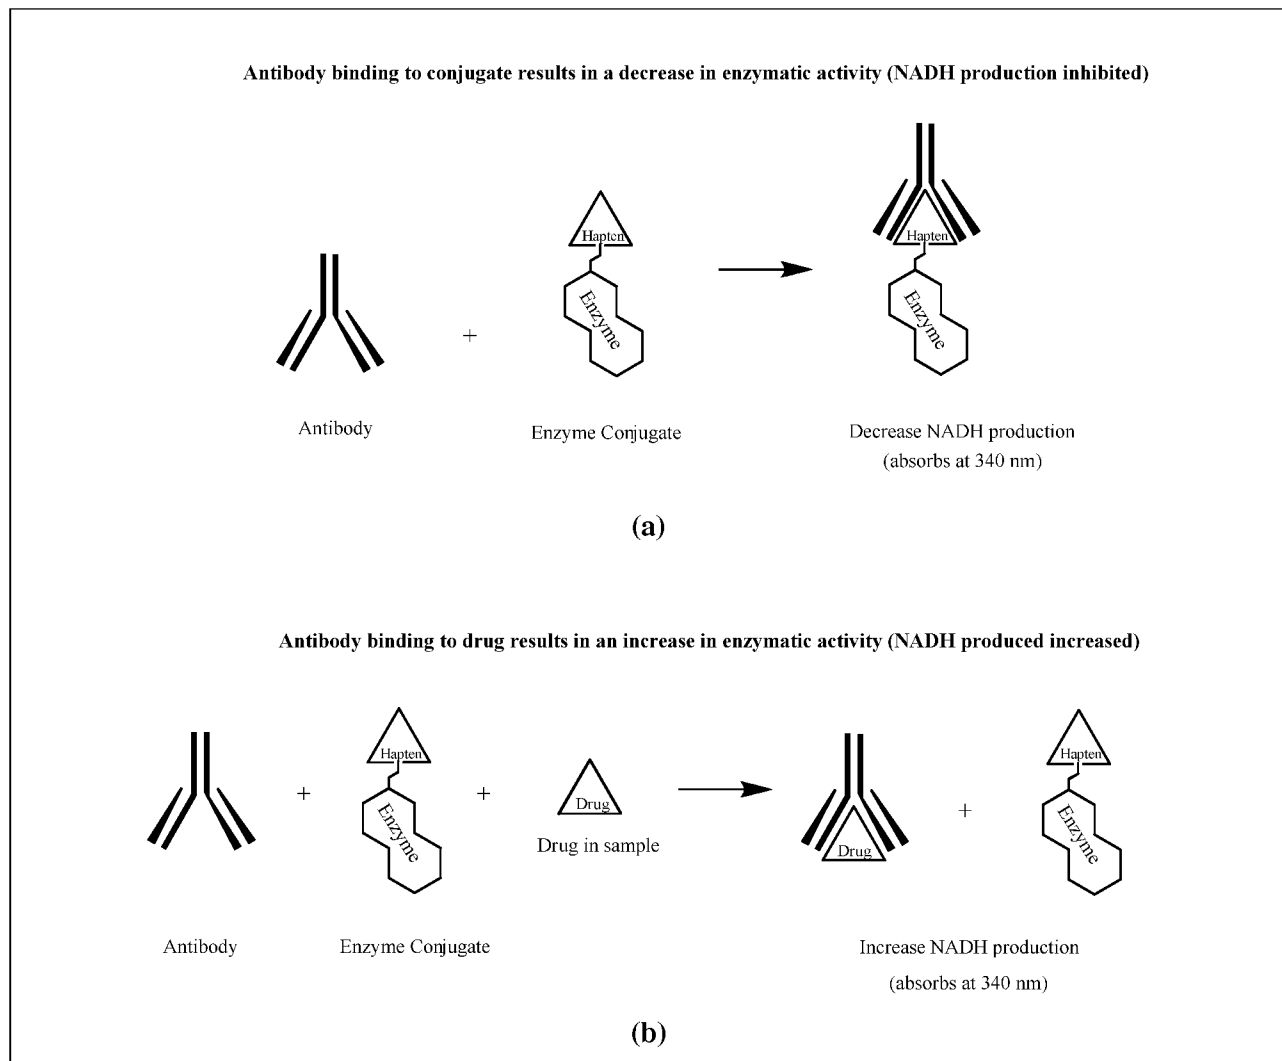 Antibody binding to conjugate results in a decrease in enzymatic activity (NADH production inhibited)
Hapten
Enzyme
+
Hapten
Enzyme
Antibody
Enzyme Conjugate
Decrease NADH production
(absorbs at 340 nm)
(a)
Antibody binding to drug results in an increase in enzymatic activity (NADH produced increased)
+
Hapten
Enzyme
+
Drug
Drug in sample
Drug
+
Hapten
Enzyme
Antibody
Enzyme Conjugate
Increase NADH production
(absorbs at 340 nm)
(b)